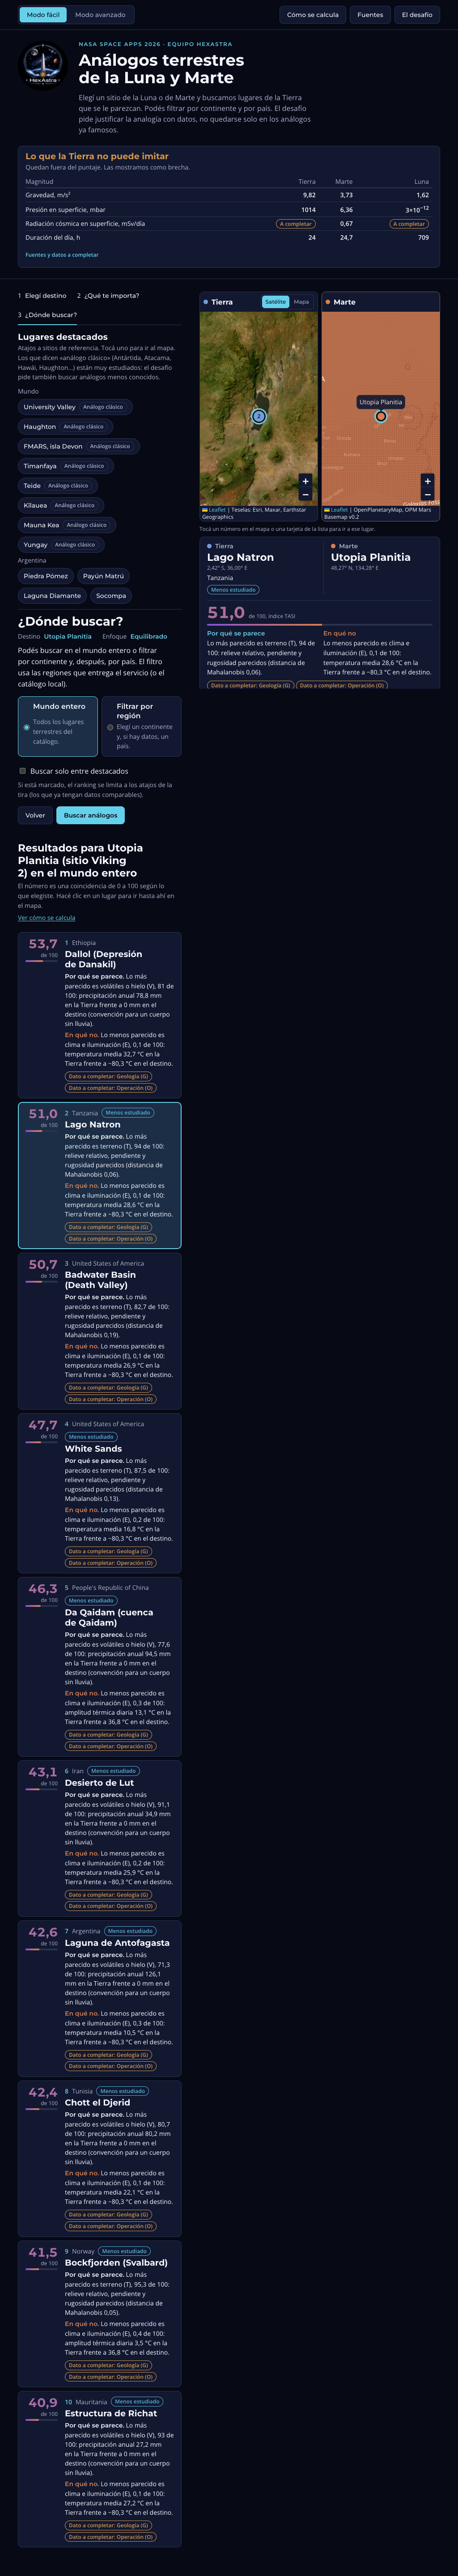 Modo fácil
Modo avanzado
Cómo se calcula
Fuentes
El desafío
NASA SPACE APPS 2026 · EQUIPO HEXASTRA
Análogos terrestres
de la Luna y Marte
Elegí un sitio de la Luna o de Marte y buscamos lugares de la Tierra
que se le parezcan. Podés filtrar por continente y por país. El desafío
pide justificar la analogía con datos, no quedarse solo en los análogos
ya famosos.
HexAstra
Lo que la Tierra no puede imitar
Quedan fuera del puntaje. Las mostramos como brecha.
Magnitud Tierra Marte Luna
Gravedad, m/s² 9,82 3,73 1,62
Presión en superficie, mbar 1014 6,36 3×10⁻¹²
Radiación cósmica en superficie, mSv/día A completar 0,67 A completar
Duración del día, h 24 24,7 709
Fuentes y datos a completar
1 Elegí destino
2 ¿Qué te importa?
3 ¿Dónde buscar?
Lugares destacados
Atajos a sitios de referencia. Tocá uno para ir al mapa.
Los que dicen «análogo clásico» (Antártida, Atacama,
Hawái, Haughton…) están muy estudiados: el desafío
pide también buscar análogos menos conocidos.
Mundo
University Valley Análogo clásico
Haughton Análogo clásico
FMARS, isla Devon Análogo clásico
Timanfaya Análogo clásico
Teide Análogo clásico
Kīlauea Análogo clásico
Mauna Kea Análogo clásico
Yungay Análogo clásico
Argentina
Piedra Pómez
Payún Matrú
Laguna Diamante
Socompa
¿Dónde buscar?
Destino Utopia Planitia Enfoque Equilibrado
Podés buscar en el mundo entero o filtrar
por continente y, después, por país. El filtro
usa las regiones que entrega el servicio (o el
catálogo local).
Mundo entero
Todos los lugares
terrestres del
catálogo.
Filtrar por
región
Elegí un continente
y, si hay datos, un
país.
Buscar solo entre destacados
Si está marcado, el ranking se limita a los atajos de la
tira (los que ya tengan datos comparables).
Volver
Buscar análogos
Tierra
Satélite
Mapa
2
Leaflet | Teselas: Esri, Maxar, Earthstar
Geographics
Marte
Utopia Planitia
Leaflet | OpenPlanetaryMap, OPM Mars
Basemap v0.2
Tocá un número en el mapa o una tarjeta de la lista para ir a ese lugar.
Tierra
Lago Natron
2,42° S, 36,00° E
Tanzania
Menos estudiado
Marte
Utopia Planitia
48,27° N, 134,28° E
51,0 de 100, índice TASI
Por qué se parece
Lo más parecido es terreno (T), 94 de
100: relieve relativo, pendiente y
rugosidad parecidos (distancia de
Mahalanobis 0,06).
En qué no
Lo menos parecido es clima e
iluminación (E), 0,1 de 100:
temperatura media 28,6 °C en la
Tierra frente a −80,3 °C en el destino.
Dato a completar: Geología (G)
Dato a completar: Operación (O)
Resultados para Utopia
Planitia (sitio Viking
2) en el mundo entero
El número es una coincidencia de 0 a 100 según lo
que elegiste. Hacé clic en un lugar para ir hasta ahí en
el mapa.
Ver cómo se calcula
53,7
de 100
1 Ethiopia
Dallol (Depresión
de Danakil)
Por qué se parece. Lo más
parecido es volátiles o hielo (V), 81 de
100: precipitación anual 78,8 mm
en la Tierra frente a 0 mm en el
destino (convención para un cuerpo
sin lluvia).
En qué no. Lo menos parecido es
clima e iluminación (E), 0,1 de 100:
temperatura media 32,7 °C en la
Tierra frente a −80,3 °C en el destino.
Dato a completar: Geología (G)
Dato a completar: Operación (O)
51,0
de 100
2 Tanzania Menos estudiado
Lago Natron
Por qué se parece. Lo más
parecido es terreno (T), 94 de 100:
relieve relativo, pendiente y
rugosidad parecidos (distancia de
Mahalanobis 0,06).
En qué no. Lo menos parecido es
clima e iluminación (E), 0,1 de 100:
temperatura media 28,6 °C en la
Tierra frente a −80,3 °C en el destino.
Dato a completar: Geología (G)
Dato a completar: Operación (O)
50,7
de 100
3 United States of America
Badwater Basin
(Death Valley)
Por qué se parece. Lo más
parecido es terreno (T), 82,7 de 100:
relieve relativo, pendiente y
rugosidad parecidos (distancia de
Mahalanobis 0,19).
En qué no. Lo menos parecido es
clima e iluminación (E), 0,1 de 100:
temperatura media 26,9 °C en la
Tierra frente a −80,3 °C en el destino.
Dato a completar: Geología (G)
Dato a completar: Operación (O)
47,7
de 100
4 United States of America
Menos estudiado
White Sands
Por qué se parece. Lo más
parecido es terreno (T), 87,5 de 100:
relieve relativo, pendiente y
rugosidad parecidos (distancia de
Mahalanobis 0,13).
En qué no. Lo menos parecido es
clima e iluminación (E), 0,2 de 100:
temperatura media 16,8 °C en la
Tierra frente a −80,3 °C en el destino.
Dato a completar: Geología (G)
Dato a completar: Operación (O)
46,3
de 100
5 People's Republic of China
Menos estudiado
Da Qaidam (cuenca
de Qaidam)
Por qué se parece. Lo más
parecido es volátiles o hielo (V), 77,6
de 100: precipitación anual 94,5 mm
en la Tierra frente a 0 mm en el
destino (convención para un cuerpo
sin lluvia).
En qué no. Lo menos parecido es
clima e iluminación (E), 0,3 de 100:
amplitud térmica diaria 13,1 °C en la
Tierra frente a 36,8 °C en el destino.
Dato a completar: Geología (G)
Dato a completar: Operación (O)
43,1
de 100
6 Iran Menos estudiado
Desierto de Lut
Por qué se parece. Lo más
parecido es volátiles o hielo (V), 91,1
de 100: precipitación anual 34,9 mm
en la Tierra frente a 0 mm en el
destino (convención para un cuerpo
sin lluvia).
En qué no. Lo menos parecido es
clima e iluminación (E), 0,2 de 100:
temperatura media 25,9 °C en la
Tierra frente a −80,3 °C en el destino.
Dato a completar: Geología (G)
Dato a completar: Operación (O)
42,6
de 100
7 Argentina Menos estudiado
Laguna de Antofagasta
Por qué se parece. Lo más
parecido es volátiles o hielo (V), 71,3
de 100: precipitación anual 126,1
mm en la Tierra frente a 0 mm en el
destino (convención para un cuerpo
sin lluvia).
En qué no. Lo menos parecido es
clima e iluminación (E), 0,3 de 100:
temperatura media 10,5 °C en la
Tierra frente a −80,3 °C en el destino.
Dato a completar: Geología (G)
Dato a completar: Operación (O)
42,4
de 100
8 Tunisia Menos estudiado
Chott el Djerid
Por qué se parece. Lo más
parecido es volátiles o hielo (V), 80,7
de 100: precipitación anual 80,2 mm
en la Tierra frente a 0 mm en el
destino (convención para un cuerpo
sin lluvia).
En qué no. Lo menos parecido es
clima e iluminación (E), 0,1 de 100:
temperatura media 22,1 °C en la
Tierra frente a −80,3 °C en el destino.
Dato a completar: Geología (G)
Dato a completar: Operación (O)
41,5
de 100
9 Norway Menos estudiado
Bockfjorden (Svalbard)
Por qué se parece. Lo más
parecido es terreno (T), 95,3 de 100:
relieve relativo, pendiente y
rugosidad parecidos (distancia de
Mahalanobis 0,05).
En qué no. Lo menos parecido es
clima e iluminación (E), 0,4 de 100:
amplitud térmica diaria 3,5 °C en la
Tierra frente a 36,8 °C en el destino.
Dato a completar: Geología (G)
Dato a completar: Operación (O)
40,9
de 100
10 Mauritania Menos estudiado
Estructura de Richat
Por qué se parece. Lo más
parecido es volátiles o hielo (V), 93 de
100: precipitación anual 27,2 mm
en la Tierra frente a 0 mm en el
destino (convención para un cuerpo
sin lluvia).
En qué no. Lo menos parecido es
clima e iluminación (E), 0,1 de 100:
temperatura media 27,2 °C en la
Tierra frente a −80,3 °C en el destino.
Dato a completar: Geología (G)
Dato a completar: Operación (O)